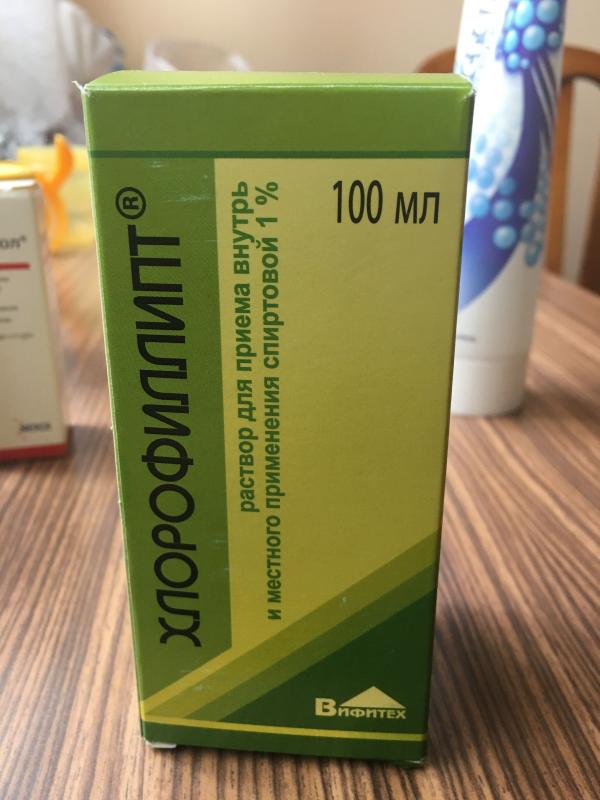 ХЛОРОФИЛЛИПТ®
раствор для приема внутрь
и местного применения спиртовой 1 %
100 мл
ВИФИТЕХ